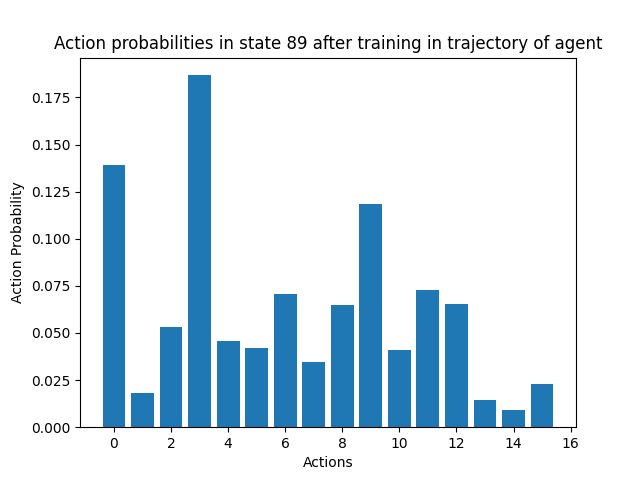 Action probabilities in state 89 after training in trajectory of agent
0.175
0.150
0.125
0.100
0.075
0.050
0.025
0.000
Action Probability
0 2 4 6 8 10 12 14 16
Actions